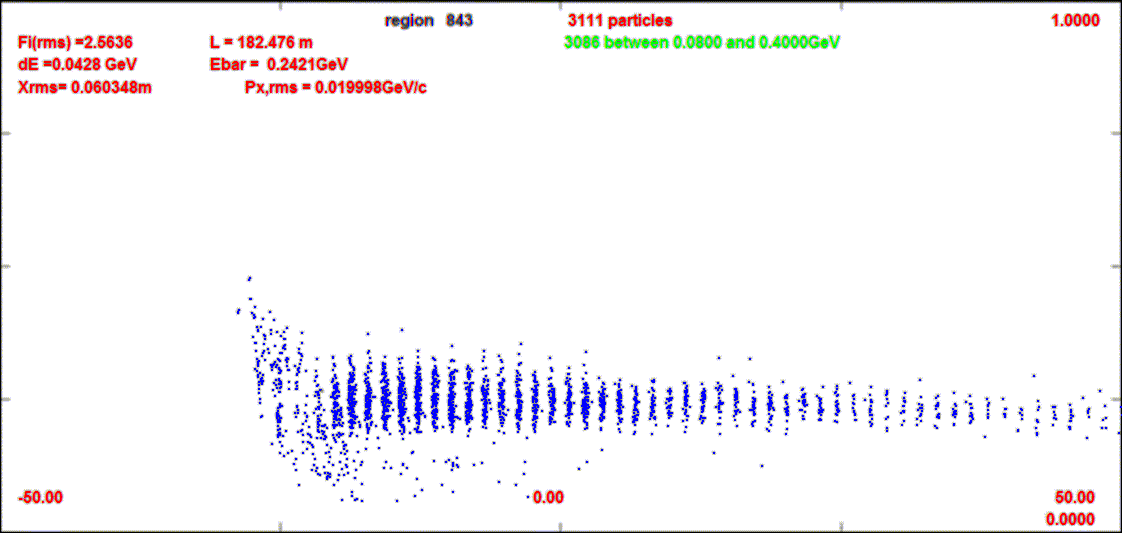 region 843 3111 particles 1.0000
Fi(rms) =2.5636 L = 182.476 m 3086 between 0.0800 and 0.4000GeV
dE =0.0428 GeV Ebar = 0.2421GeV
Xrms= 0.060348m Px,rms = 0.019998GeV/c
-50.00 0.00 50.00
0.0000